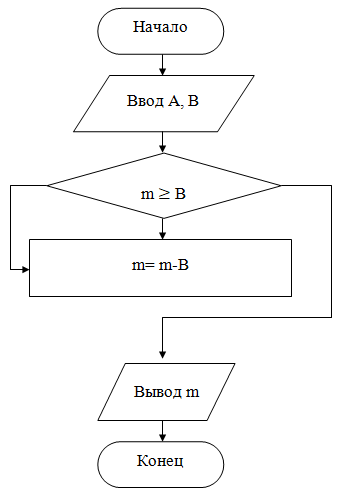 Начало
Ввод A, B
m ≥ B
m= m-B
Вывод m
Конец